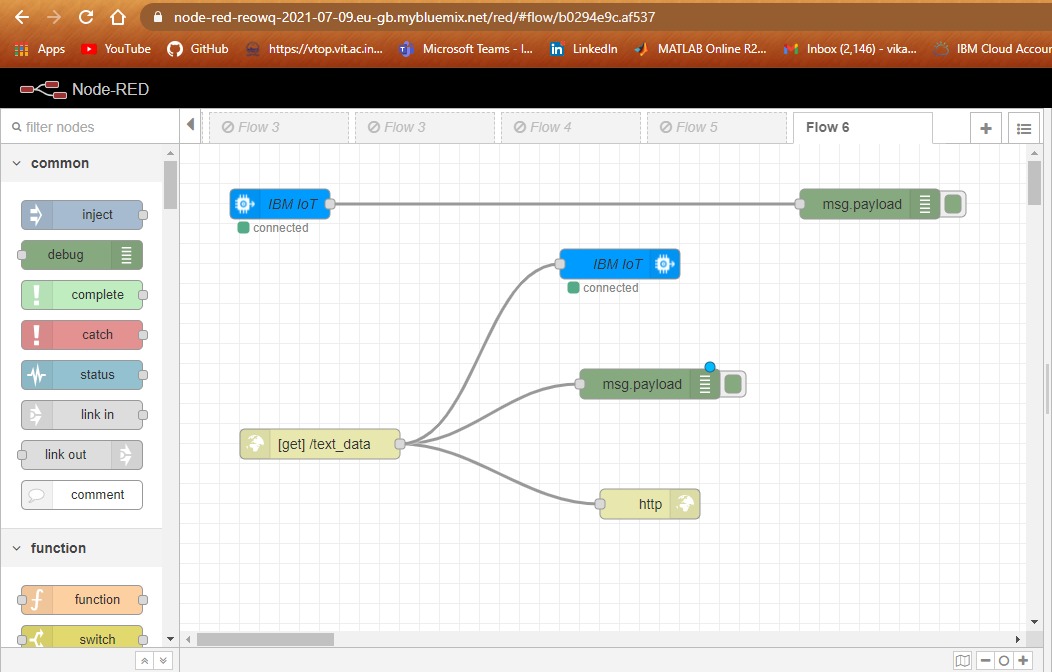 node-red-reowq-2021-07-09.eu-gb.mybluemix.net/red/#flow/b0294e9c.af537
Apps YouTube GitHub https://vtop.vit.ac.in... Microsoft Teams - I... LinkedIn MATLAB Online R2... Inbox (2,146) - vika... IBM Cloud Accour
Node-RED
filter nodes
Flow 3 Flow 3 Flow 4 Flow 5 Flow 6
common
inject
debug
complete
catch
status
link in
link out
comment
function
function
switch
IBM IoT
connected
msg.payload
IBM IoT
connected
msg.payload
[get] /text_data
http